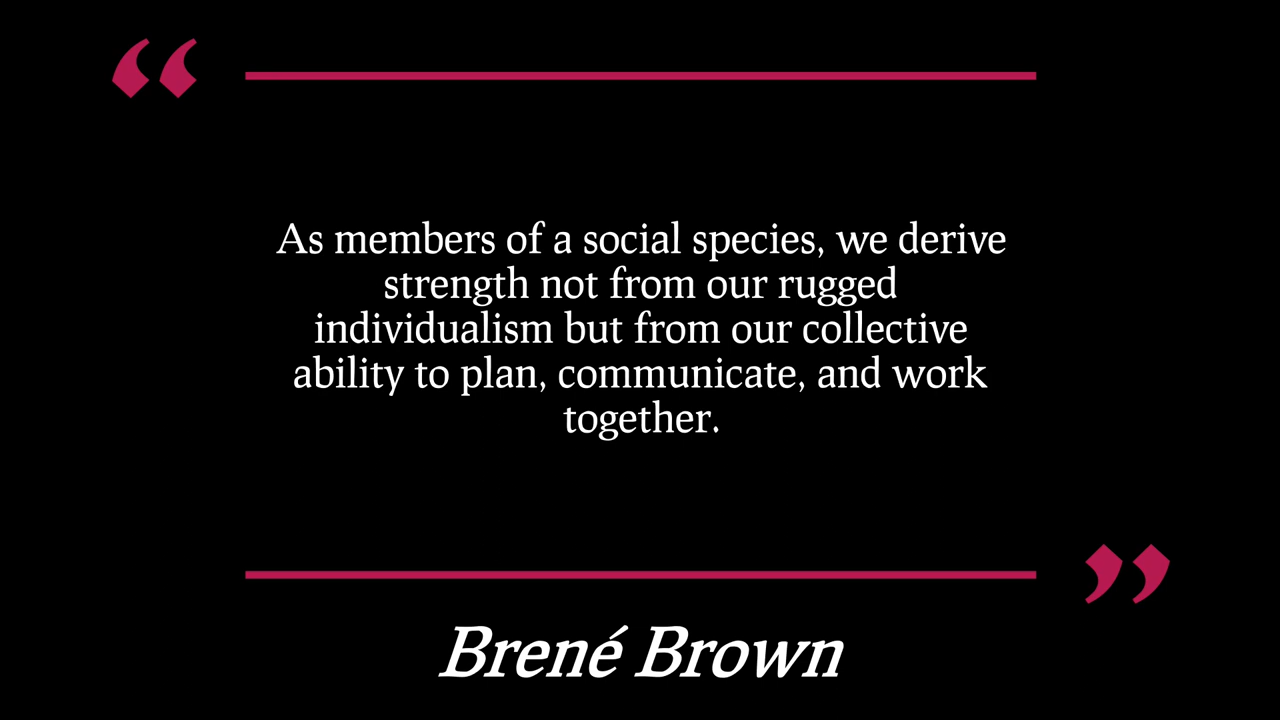 “
As members of a social species, we derive
strength not from our rugged
individualism but from our collective
ability to plan, communicate, and work
together.
”
Brené Brown